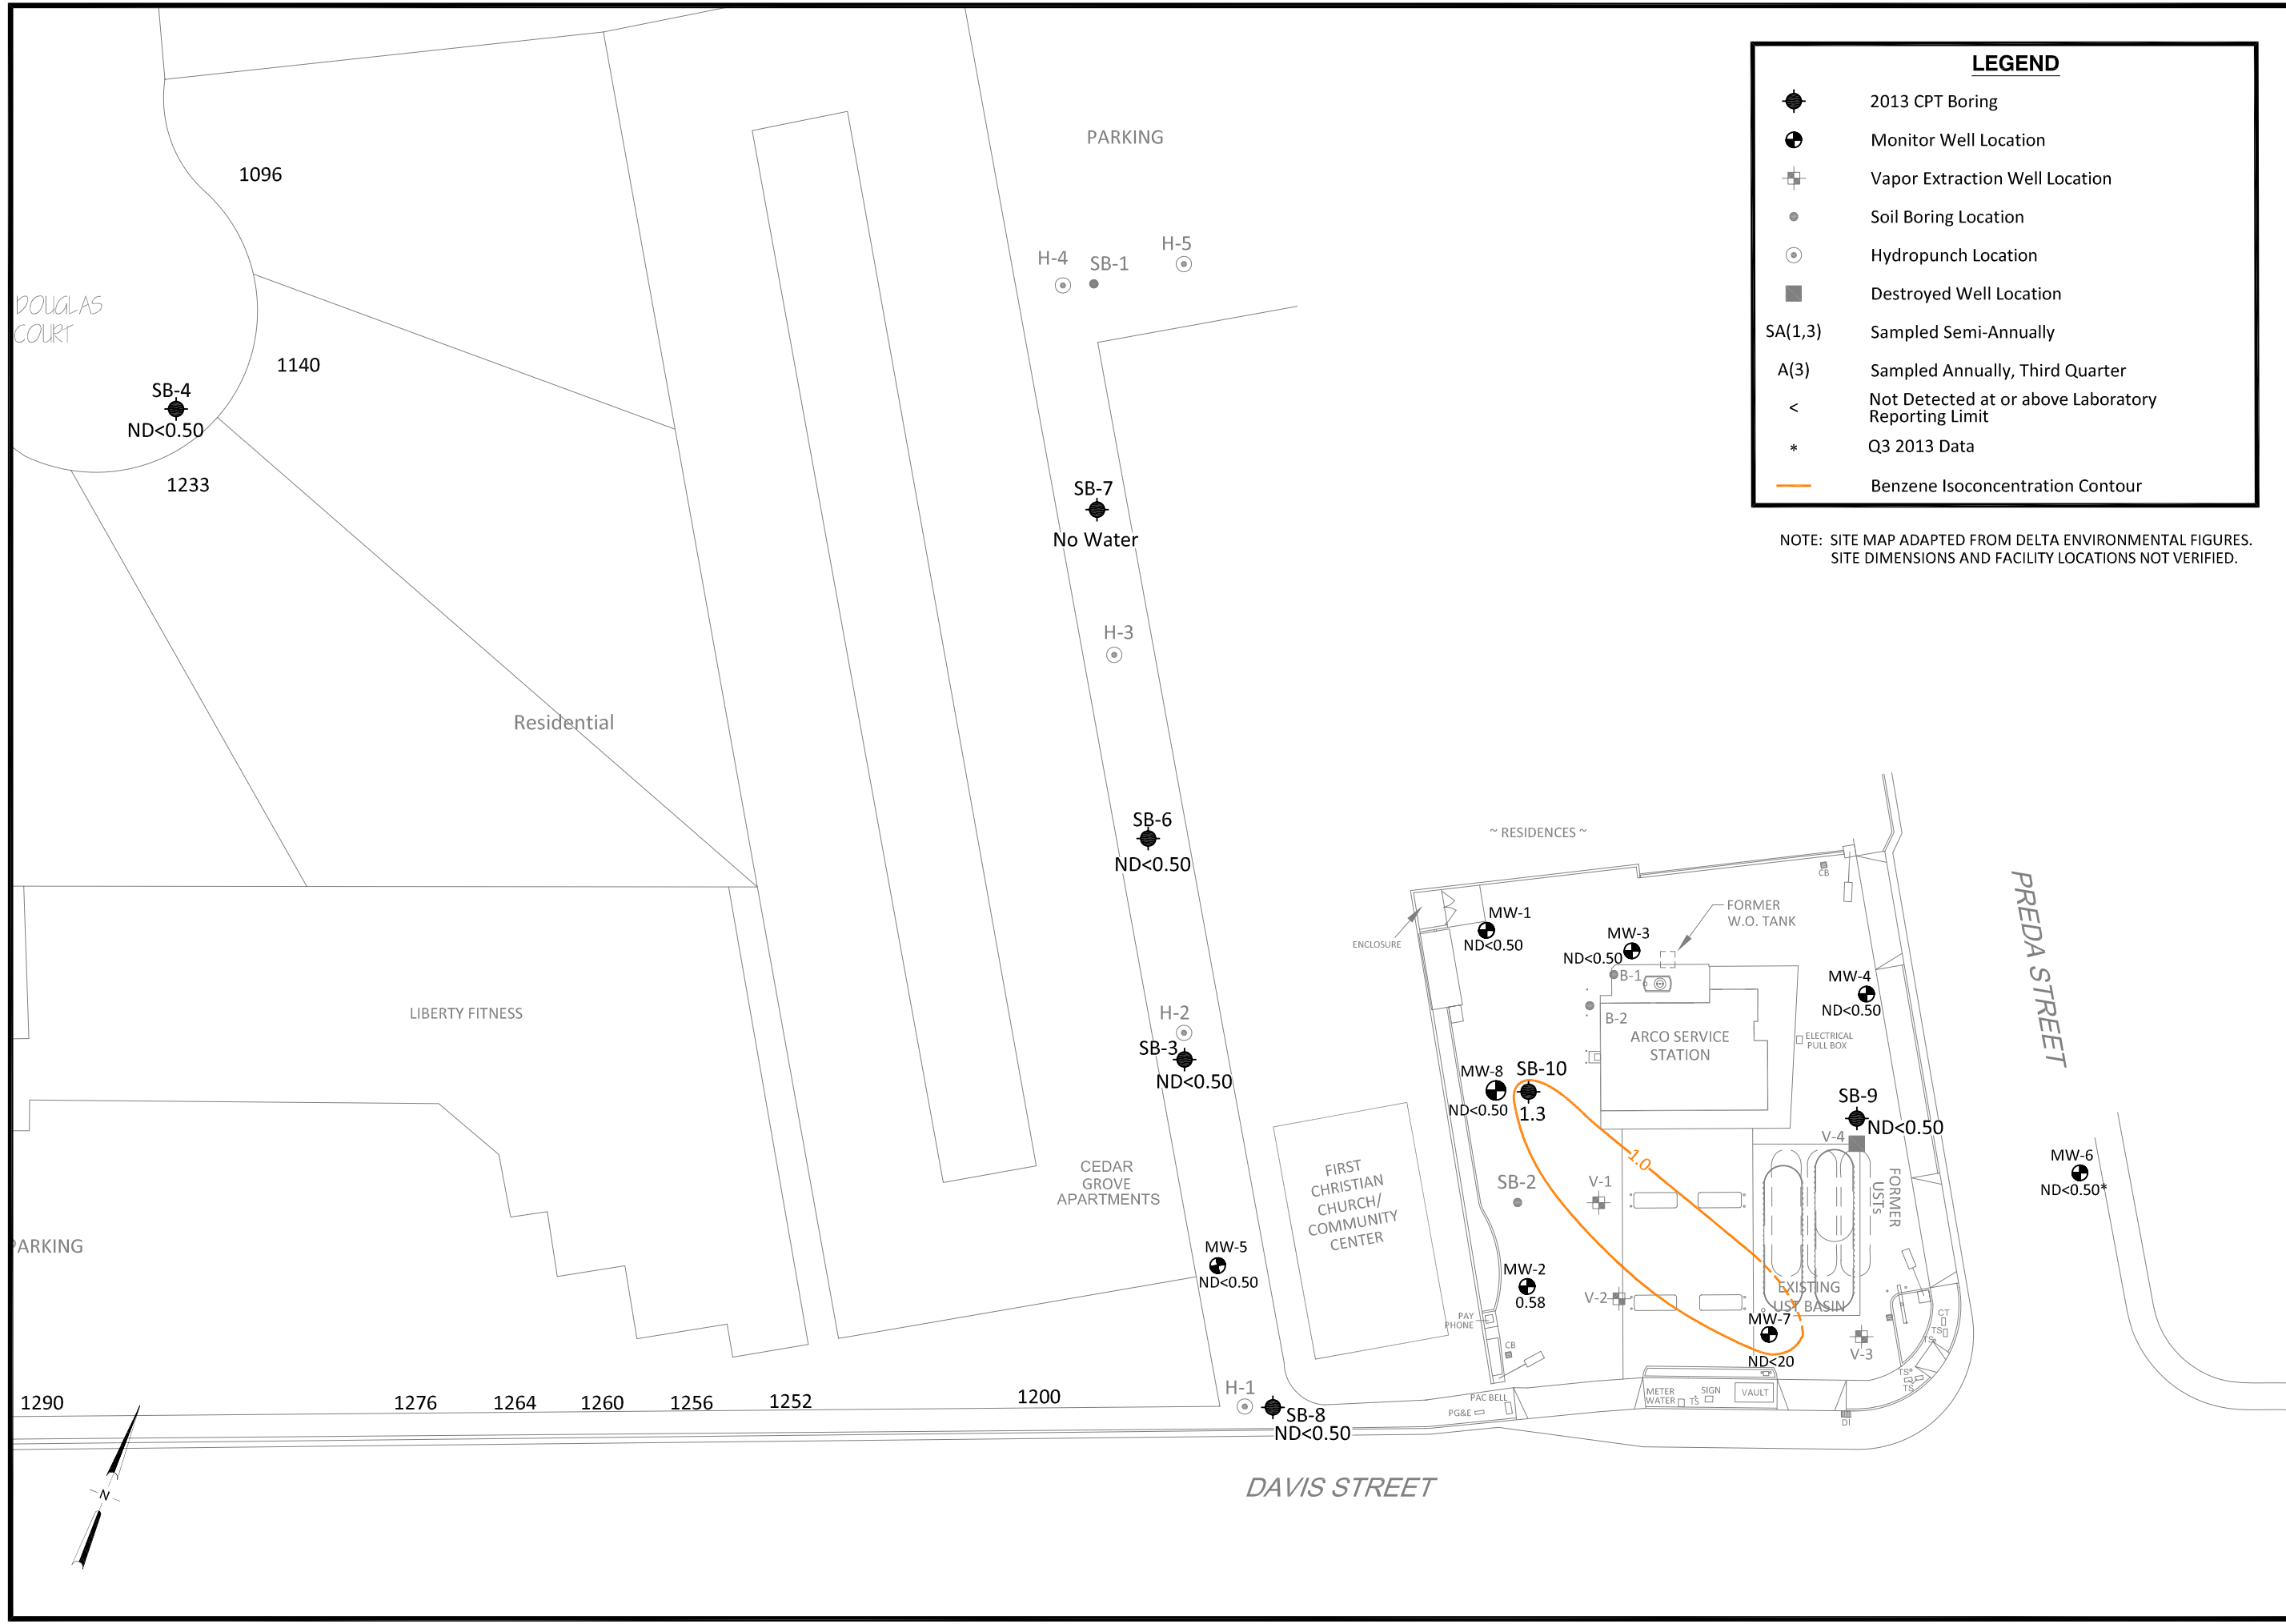 LEGEND
2013 CPT Boring
Monitor Well Location
Vapor Extraction Well Location
Soil Boring Location
Hydropunch Location
Destroyed Well Location
SA(1,3) Sampled Semi-Annually
A(3) Sampled Annually, Third Quarter
< Not Detected at or above Laboratory
Reporting Limit
* Q3 2013 Data
Benzene Isoconcentration Contour
NOTE: SITE MAP ADAPTED FROM DELTA ENVIRONMENTAL FIGURES.
SITE DIMENSIONS AND FACILITY LOCATIONS NOT VERIFIED.
PARKING
1096
H-4
SB-1
H-5
DOUGLAS
COURT
1140
SB-4
ND<0.50
1233
SB-7
No Water
H-3
Residential
SB-6
ND<0.50
~ RESIDENCES ~
CB
PREDA STREET
ENCLOSURE
MW-1
ND<0.50
FORMER
W.O. TANK
MW-3
ND<0.50
B-1
B-2
MW-4
ND<0.50
ARCO SERVICE
STATION
ELECTRICAL
PULL BOX
LIBERTY FITNESS
H-2
SB-3
ND<0.50
MW-8
ND<0.50
SB-10
1.3
SB-9
ND<0.50
V-4
1.0
FORMER
USTs
MW-6
ND<0.50*
CEDAR
GROVE
APARTMENTS
FIRST
CHRISTIAN
CHURCH/
COMMUNITY
CENTER
SB-2
V-1
PARKING
MW-5
ND<0.50
MW-2
0.58
V-2
EXISTING
UST BASIN
MW-7
ND<20
V-3
PAY
PHONE
CB
CT
TS
TS
TS
TS
1290
1276
1264
1260
1256
1252
1200
H-1
SB-8
ND<0.50
PAC BELL
PG&E
METER
WATER
TS
SIGN
VAULT
DI
N
DAVIS STREET